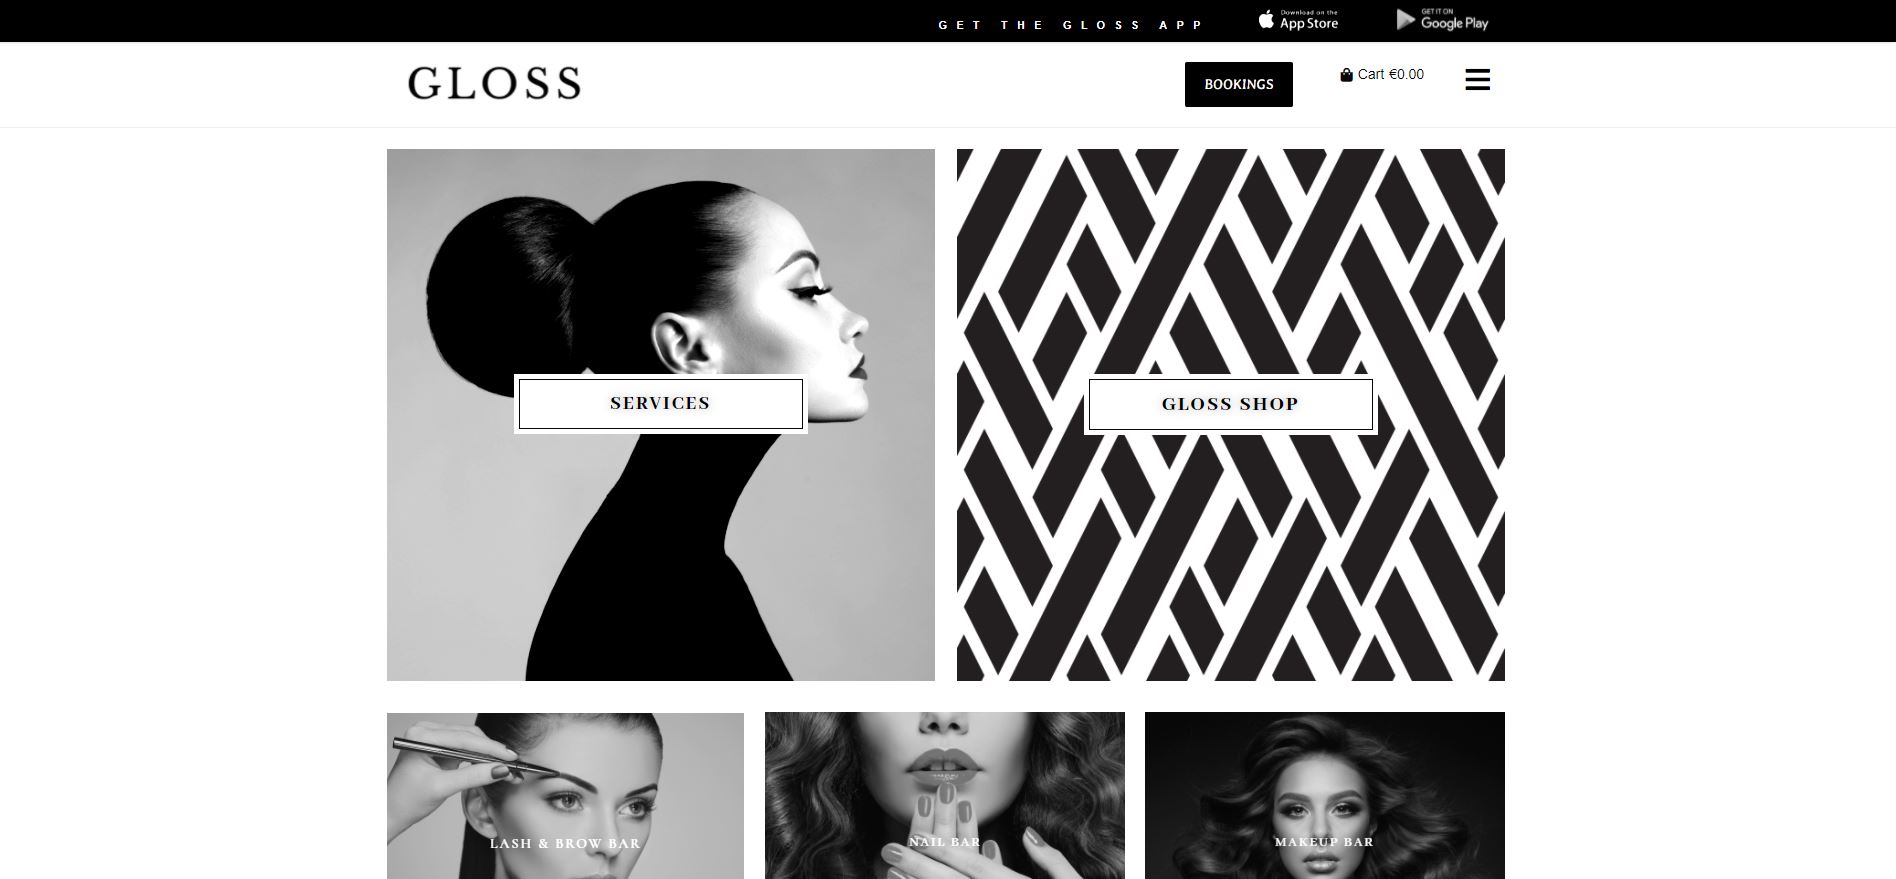 GET THE GLOSS APP
Download on the
App Store
GET IT ON
Google Play
GLOSS
BOOKINGS
Cart €0.00
SERVICES
GLOSS SHOP
LASH & BROW BAR
NAIL BAR
MAKEUP BAR